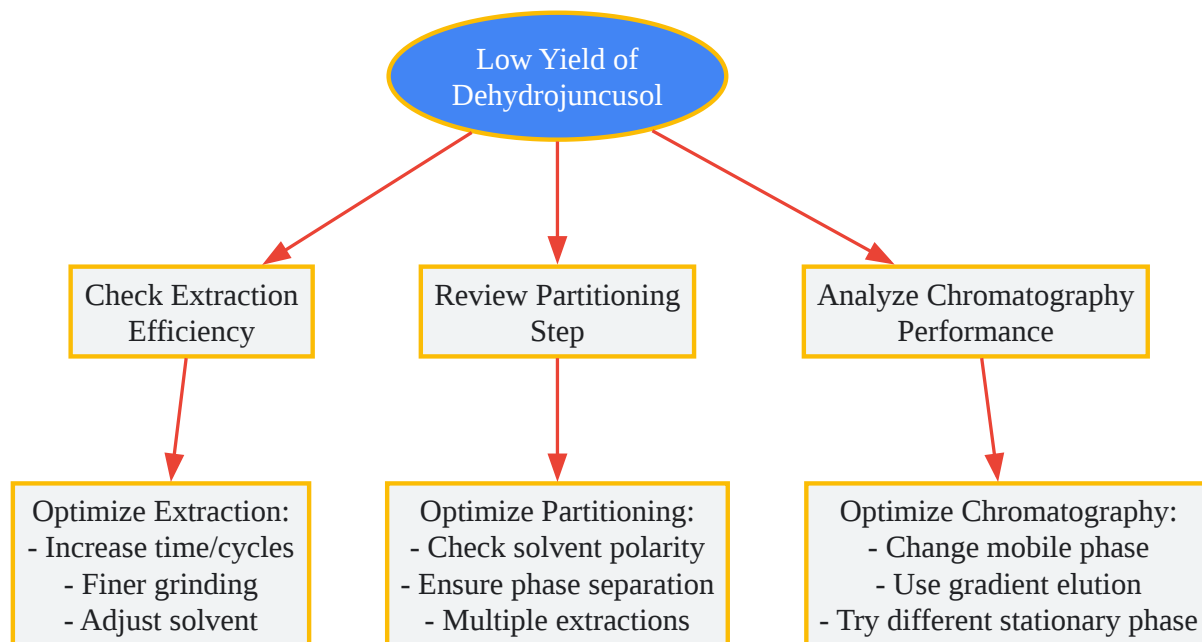 Low Yield of
Dehydrojuncusol
Check Extraction
Efficiency
Review Partitioning
Step
Analyze Chromatography
Performance
Optimize Extraction:
- Increase time/cycles
- Finer grinding
- Adjust solvent
Optimize Partitioning:
- Check solvent polarity
- Ensure phase separation
- Multiple extractions
Optimize Chromatography:
- Change mobile phase
- Use gradient elution
- Try different stationary phase